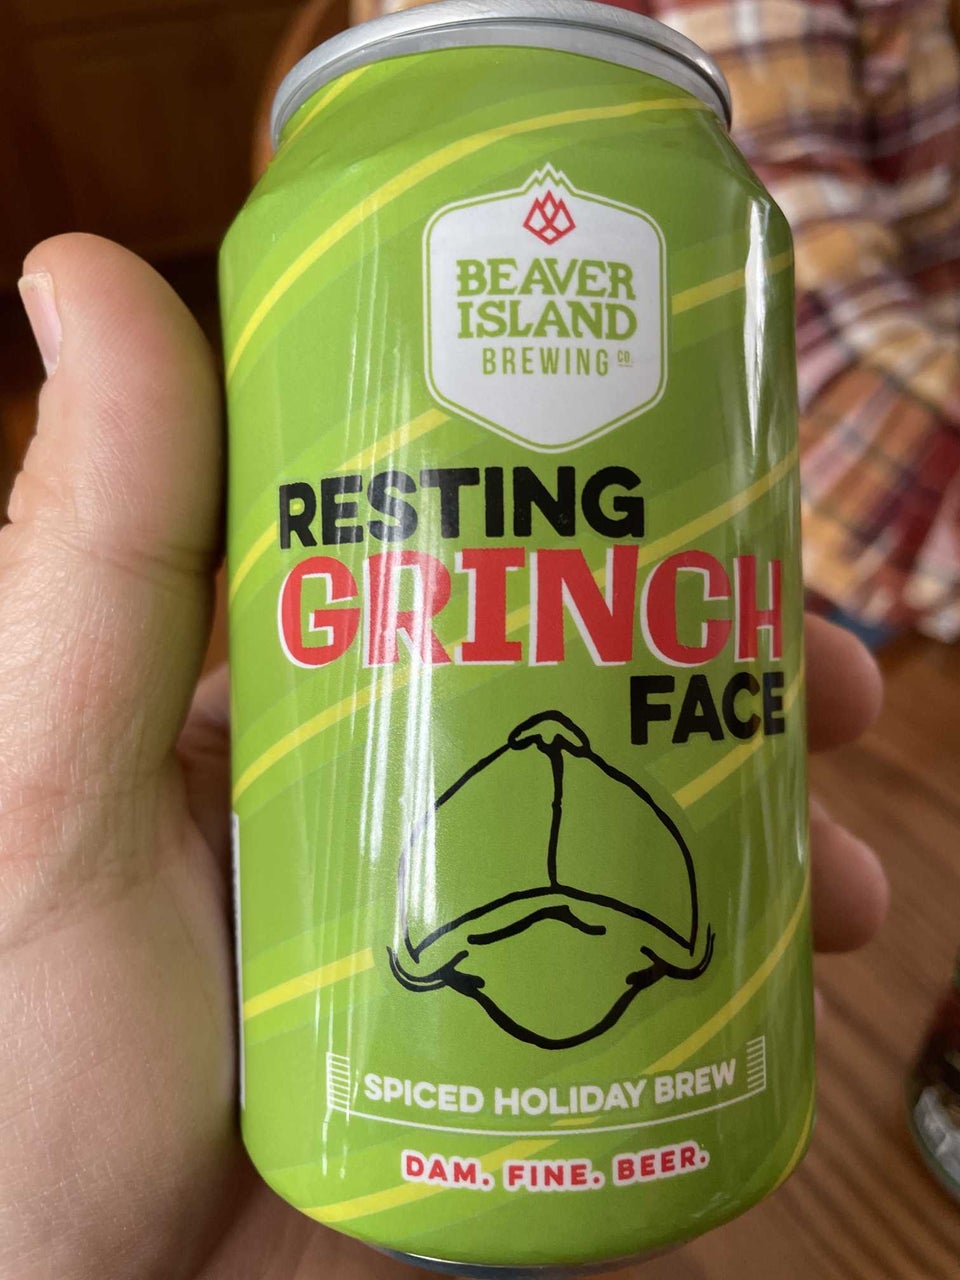 BEAVER
ISLAND
BREWING CO.
RESTING
GRINCH
FACE
SPICED HOLIDAY BREW
DAM. FINE. BEER.